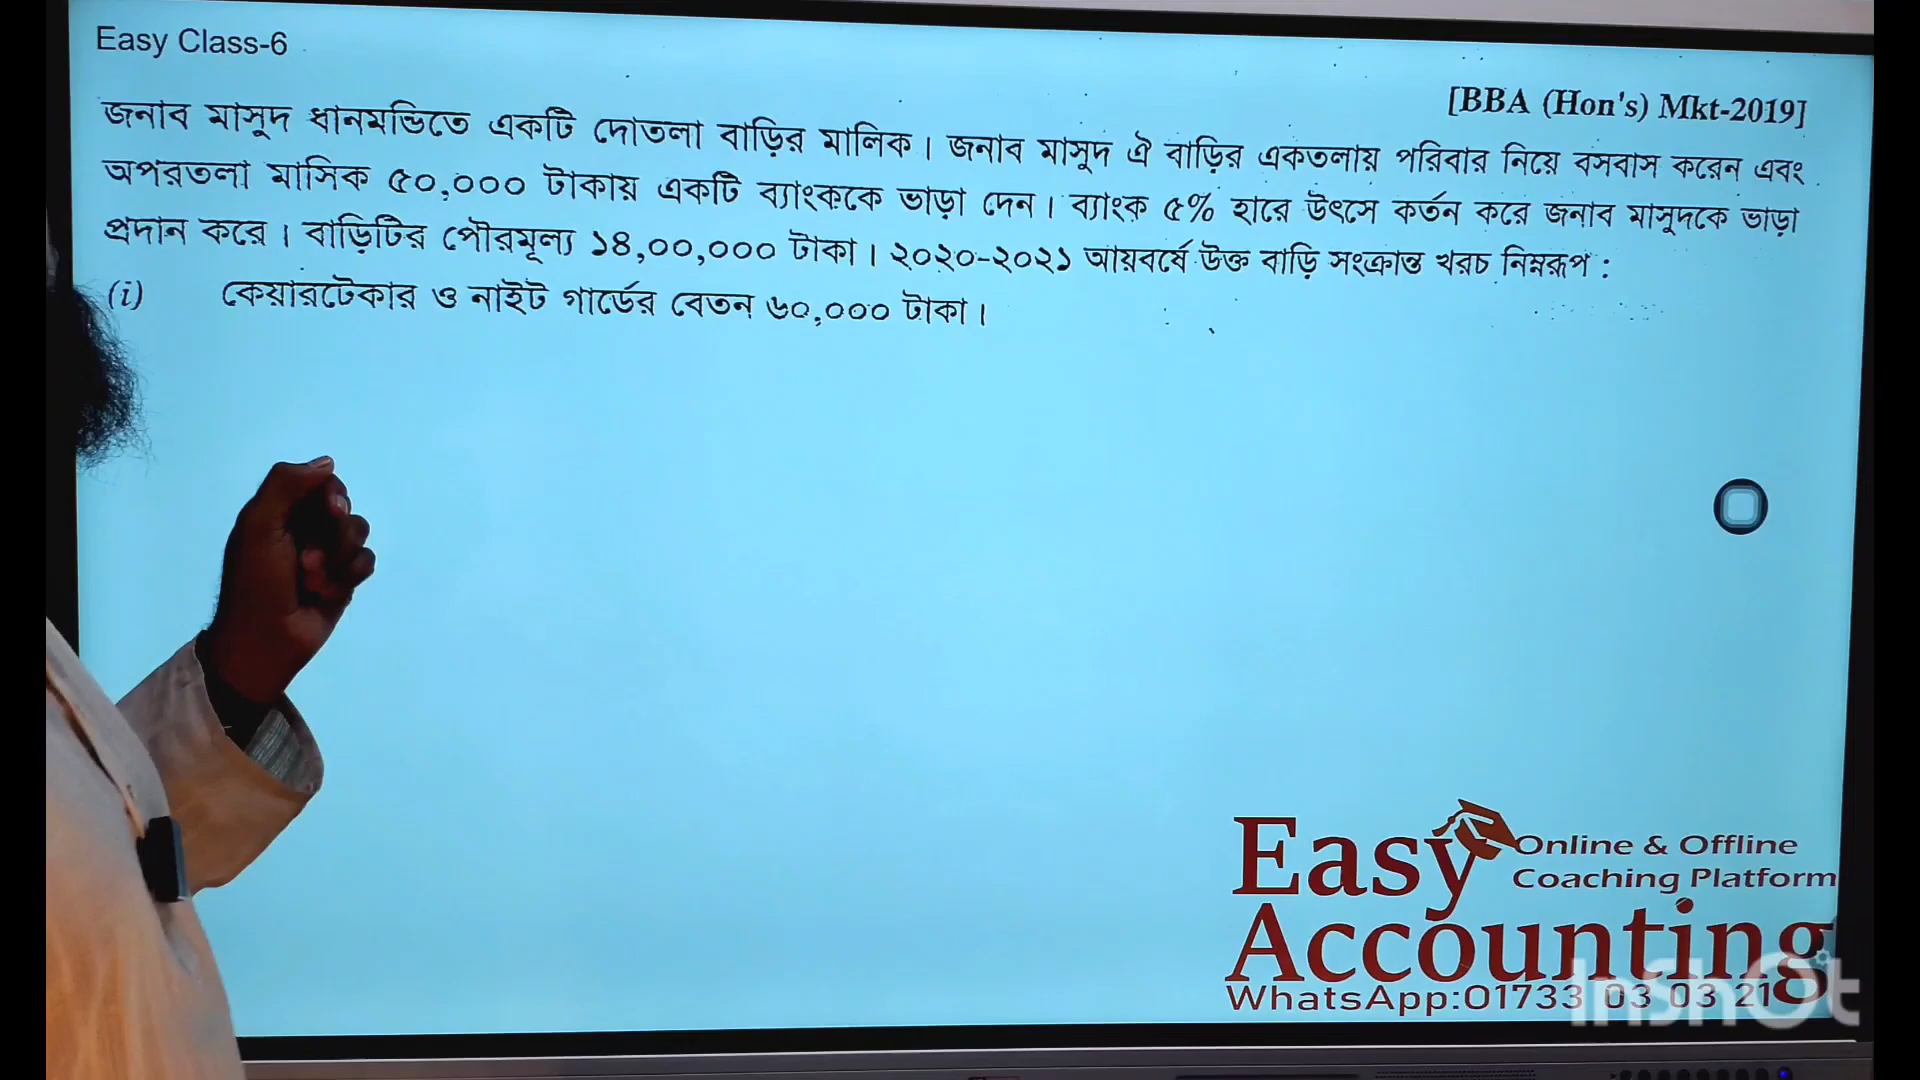 Easy Class-6
[BBA (Hon's) Mkt-2019]
জনাব মাসুদ ধানমন্ডিতে একটি দোতলা বাড়ির মালিক। জনাব মাসুদ ঐ বাড়ির একতলায় পরিবার নিয়ে বসবাস করেন এবং
অপরতলা মাসিক ৫০,০০০ টাকায় একটি ব্যাংককে ভাড়া দেন। ব্যাংক ৫% হারে উৎসে কর্তন করে জনাব মাসুদকে ভাড়া
প্রদান করে। বাড়িটির পৌরমূল্য ১৪,০০,০০০ টাকা। ২০২০-২০২১ আয়বর্ষে উক্ত বাড়ি সংক্রান্ত খরচ নিম্নরূপ :
(i) কেয়ারটেকার ও নাইট গার্ডের বেতন ৬০,০০০ টাকা।
Easy
Online & Offline
Coaching Platform
Accounting
WhatsApp:01733 03 03 21
InShOt